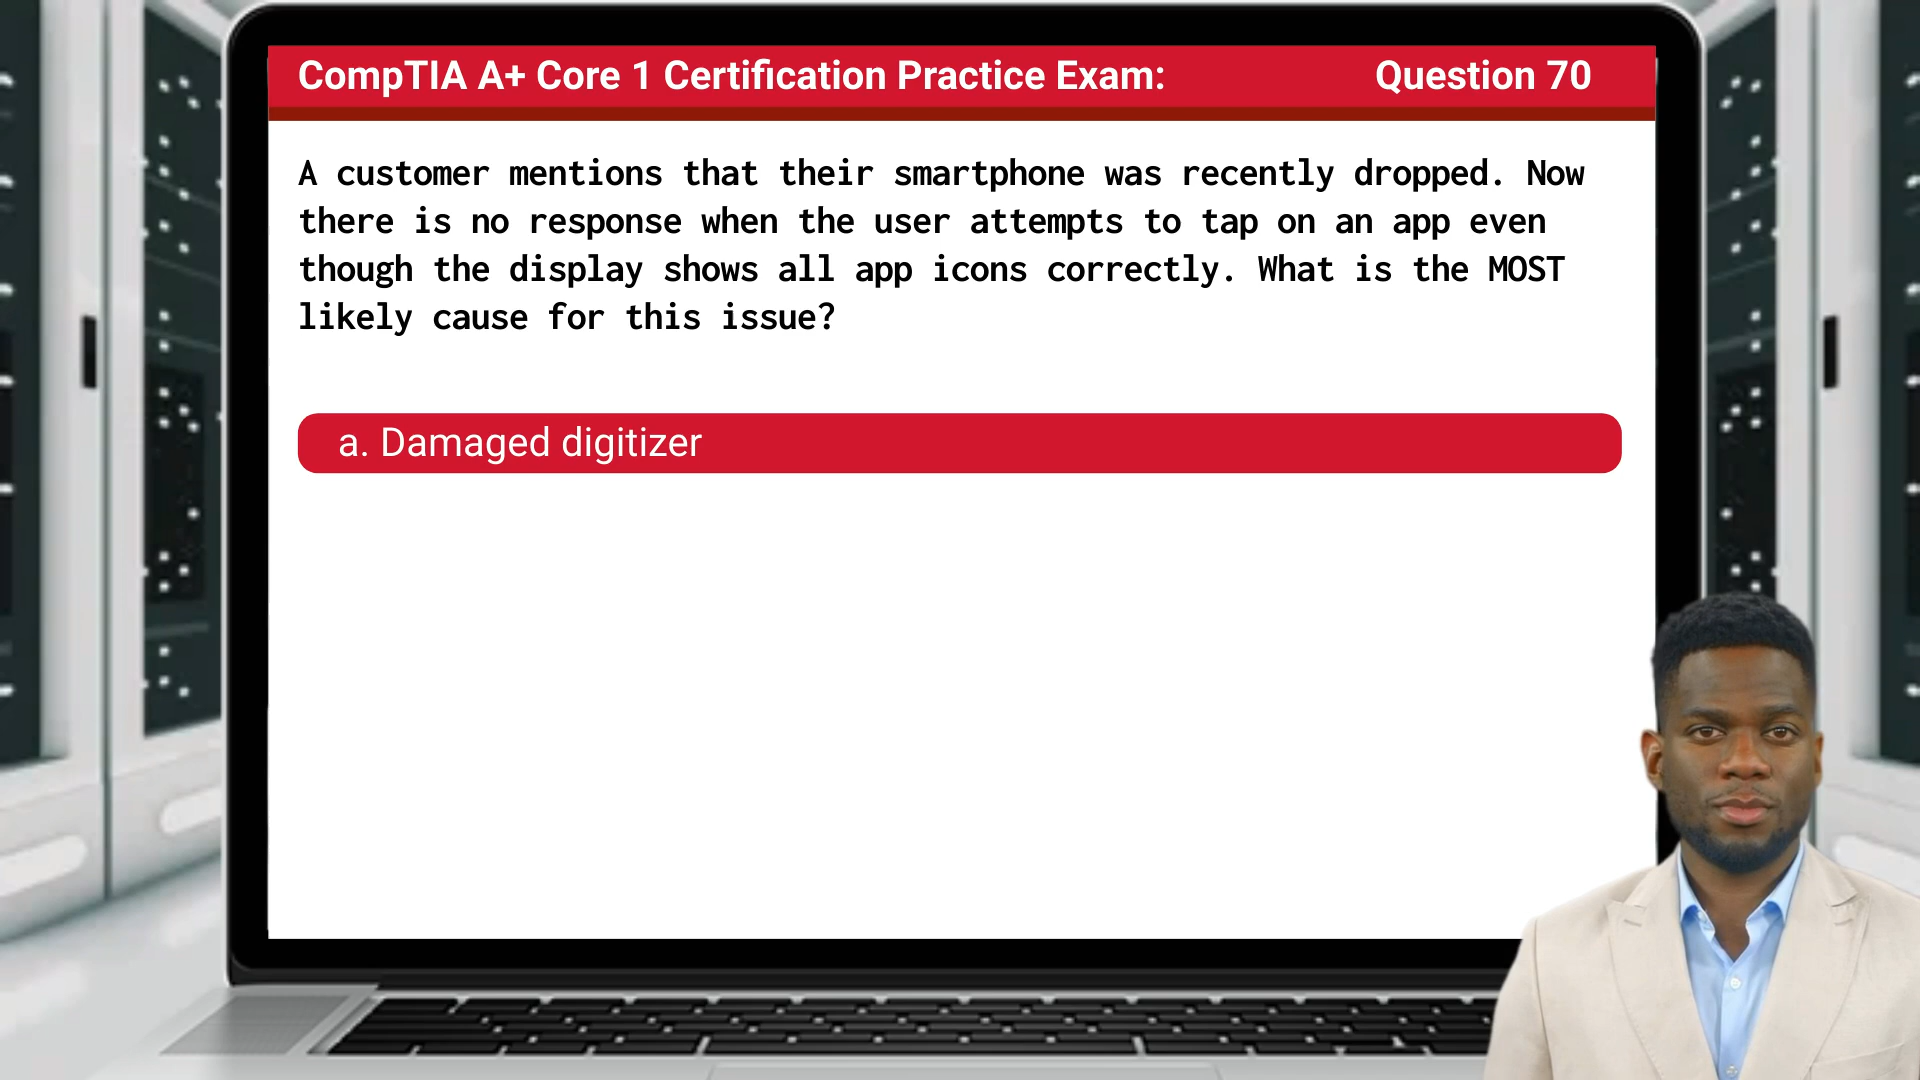 CompTIA A+ Core 1 Certification Practice Exam: Question 70
A customer mentions that their smartphone was recently dropped. Now
there is no response when the user attempts to tap on an app even
though the display shows all app icons correctly. What is the MOST
likely cause for this issue?
a. Damaged digitizer